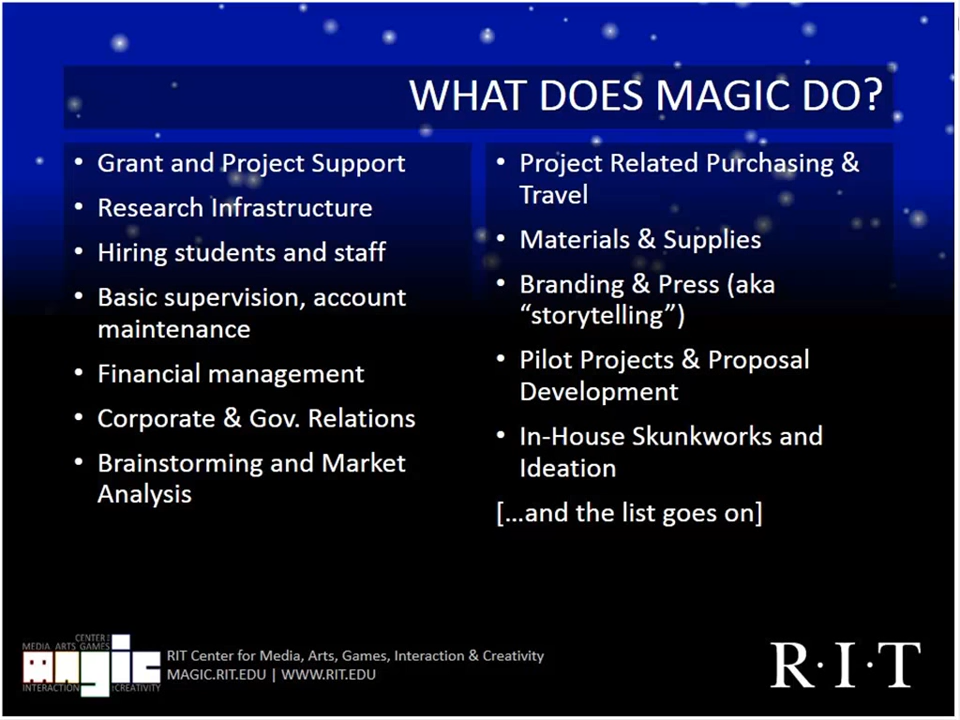 WHAT DOES MAGIC DO?
• Grant and Project Support
• Research Infrastructure
• Hiring students and staff
• Basic supervision, account
maintenance
• Financial management
• Corporate & Gov. Relations
• Brainstorming and Market
Analysis
• Project Related Purchasing &
Travel
• Materials & Supplies
• Branding & Press (aka
“storytelling”)
• Pilot Projects & Proposal
Development
• In-House Skunkworks and
Ideation
[…and the list goes on]
CENTER
MEDIA ARTS GAMES
magic
INTERACTION CREATIVITY
RIT Center for Media, Arts, Games, Interaction & Creativity
MAGIC.RIT.EDU | WWW.RIT.EDU
R·I·T